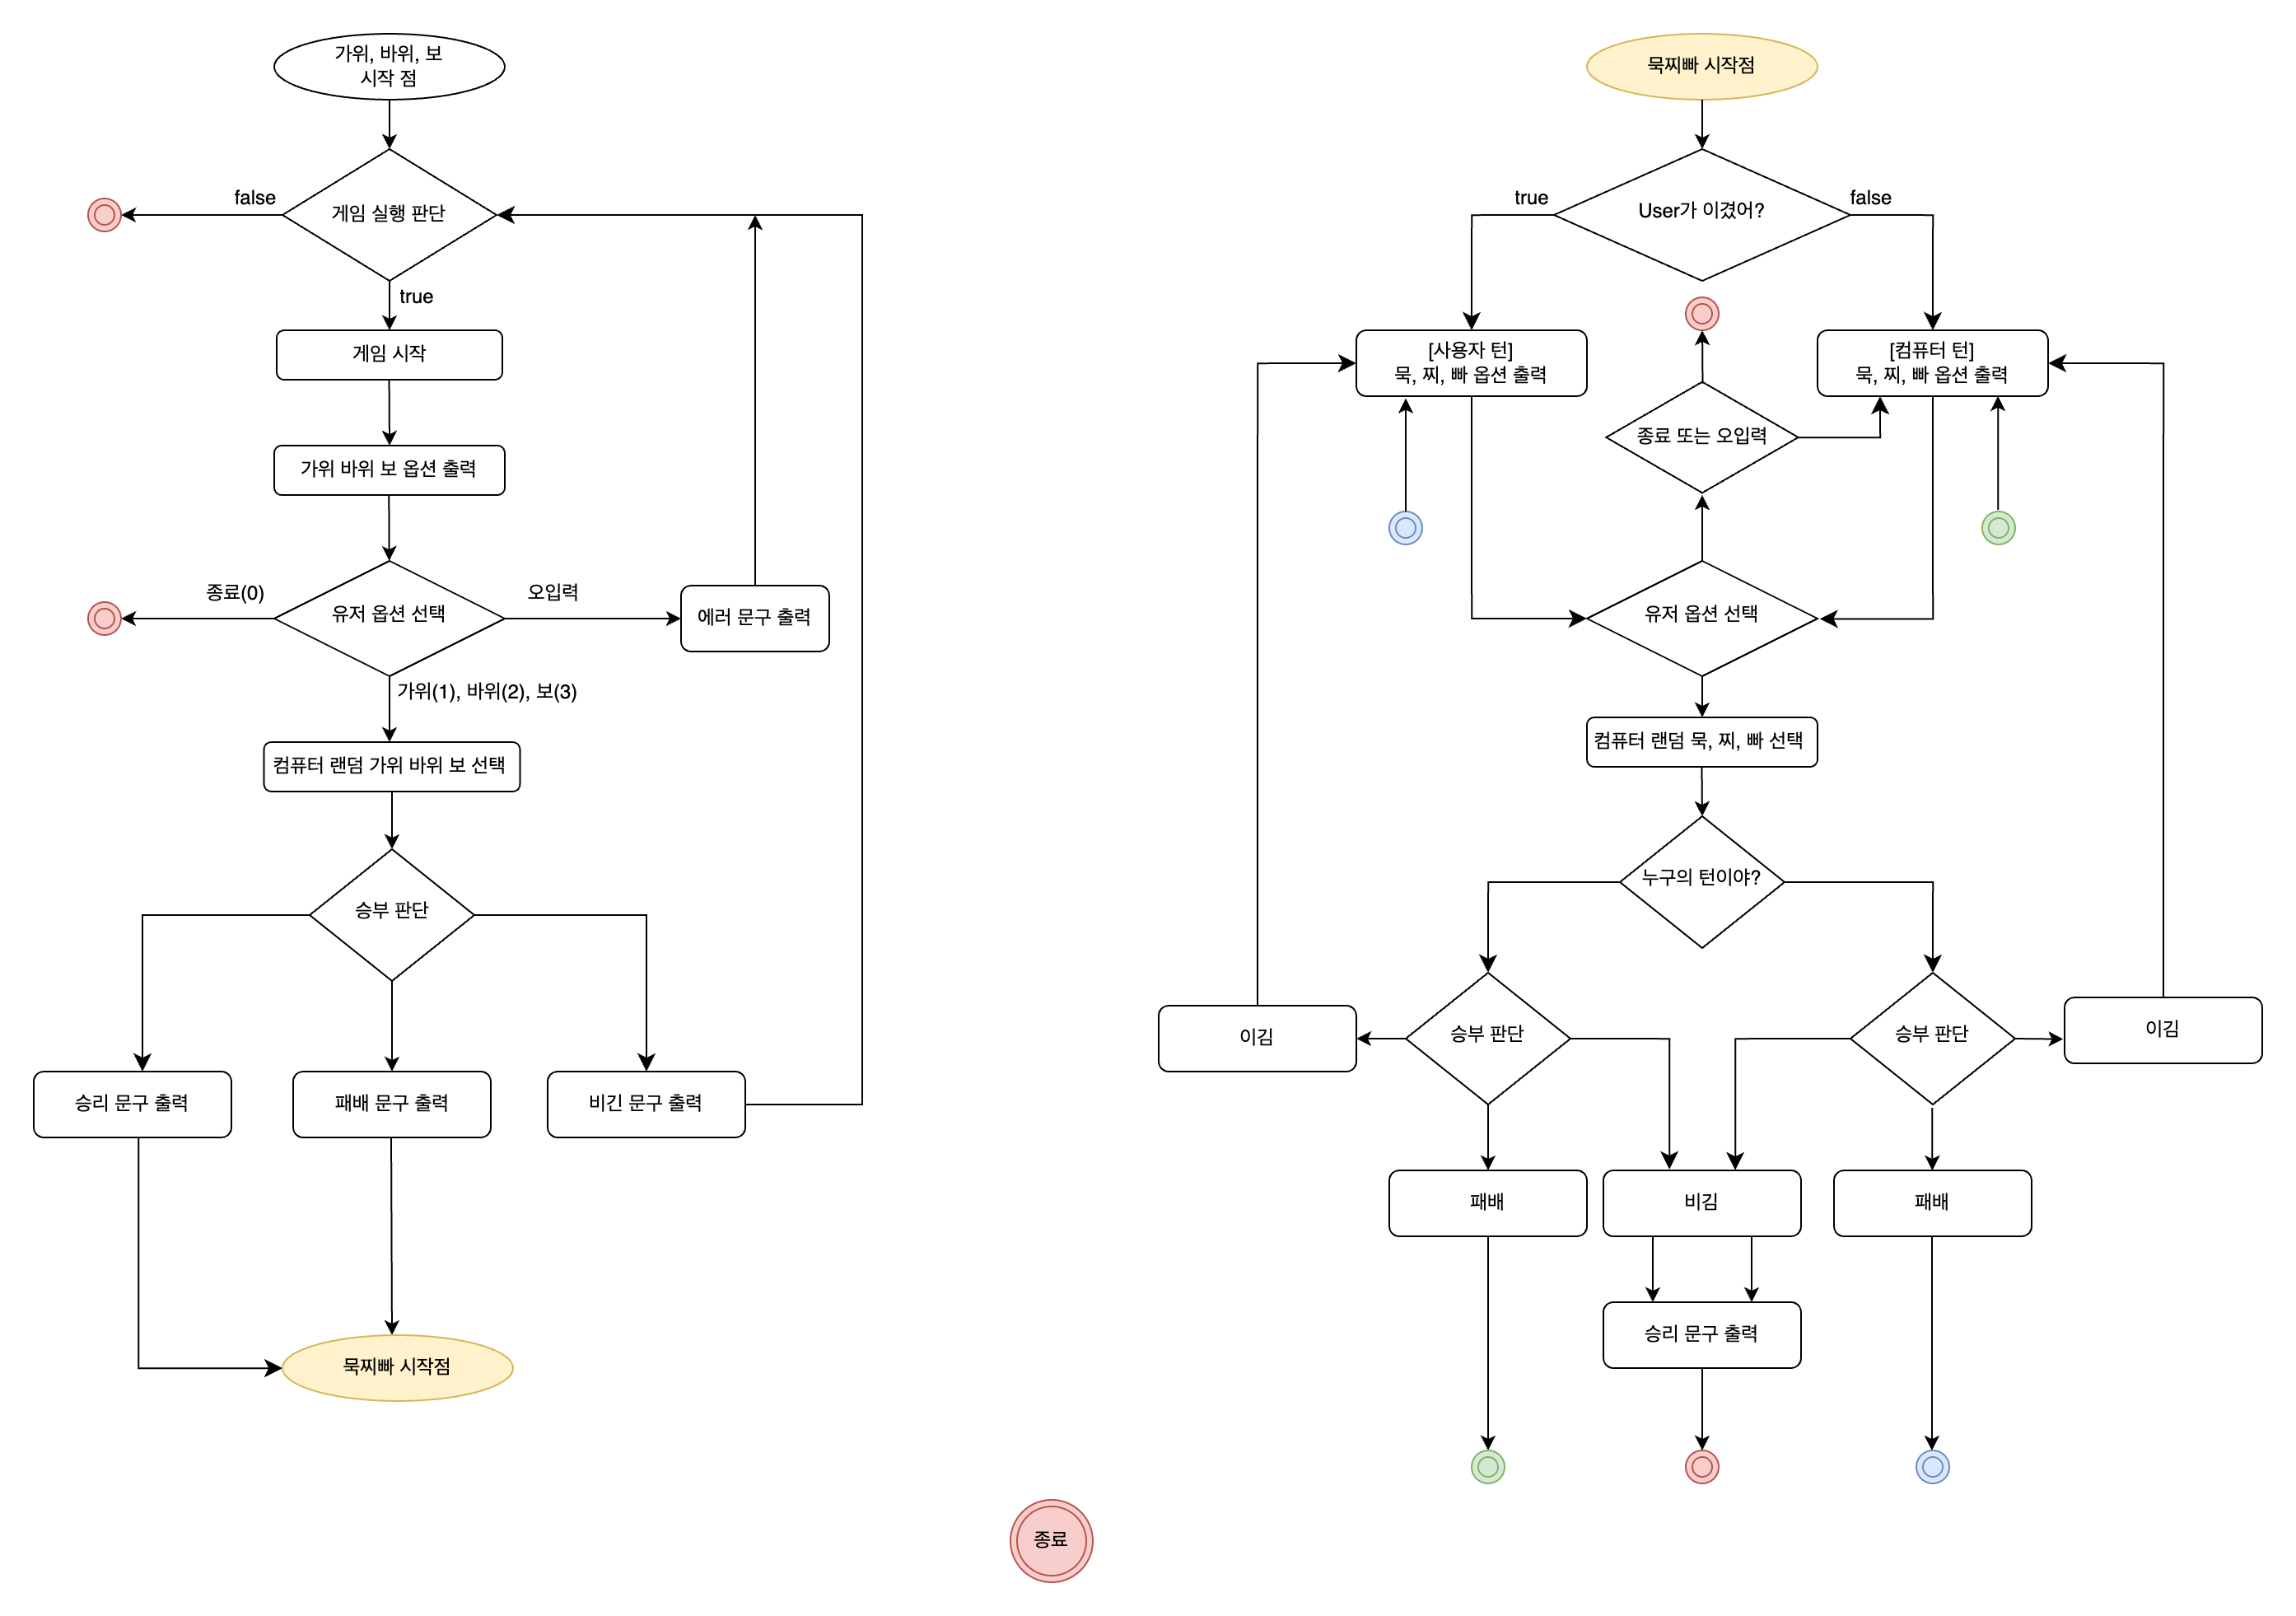 가위, 바위, 보
시작 점
게임 실행 판단
false
true
게임 시작
가위 바위 보 옵션 출력
유저 옵션 선택
종료(0)
오입력
에러 문구 출력
가위(1), 바위(2), 보(3)
컴퓨터 랜덤 가위 바위 보 선택
승부 판단
승리 문구 출력
패배 문구 출력
비긴 문구 출력
묵찌빠 시작점
묵찌빠 시작점
User가 이겼어?
true
false
[사용자 턴]
묵, 찌, 빠 옵션 출력
[컴퓨터 턴]
묵, 찌, 빠 옵션 출력
종료 또는 오입력
유저 옵션 선택
컴퓨터 랜덤 묵, 찌, 빠 선택
누구의 턴이야?
이김
승부 판단
승부 판단
이김
패배
비김
패배
승리 문구 출력
종료